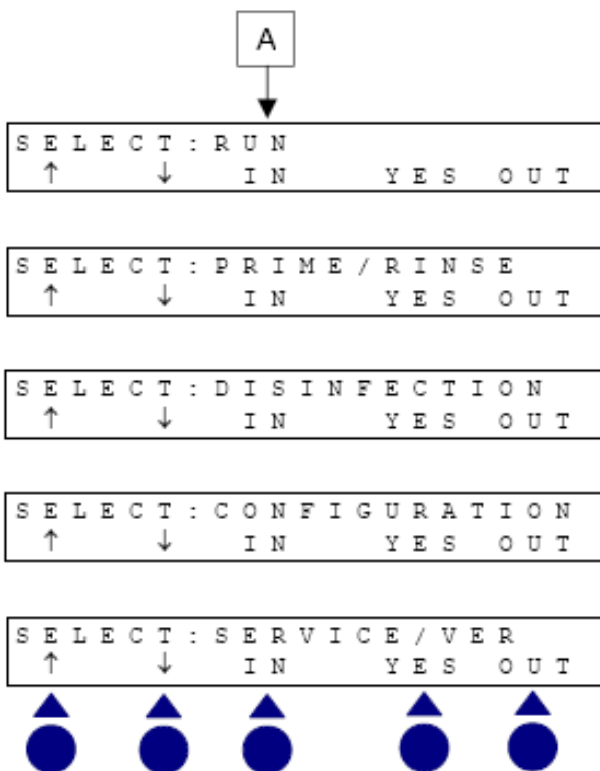 A
SELECT:RUN
↑ ↓ IN YES OUT
SELECT:PRIME/RINSE
↑ ↓ IN YES OUT
SELECT:DISINFECTION
↑ ↓ IN YES OUT
SELECT:CONFIGURATION
↑ ↓ IN YES OUT
SELECT:SERVICE/VER
↑ ↓ IN YES OUT